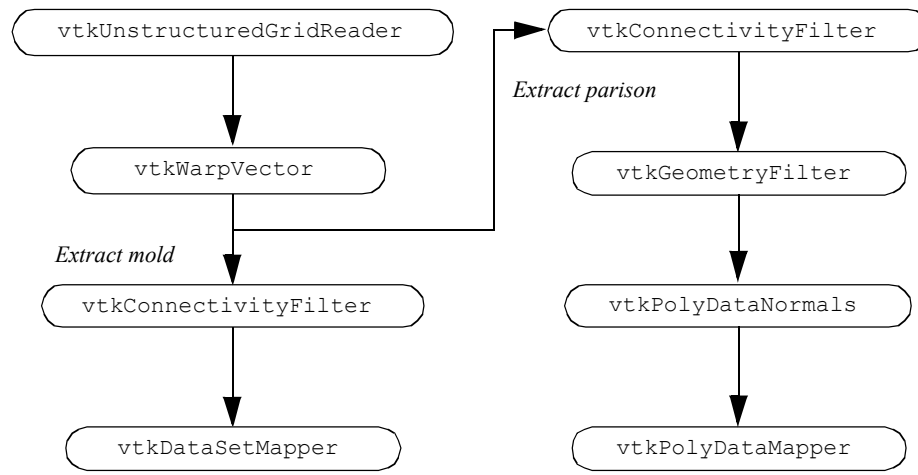 vtkUnstructuredGridReader
vtkWarpVector
Extract mold
vtkConnectivityFilter
vtkDataSetMapper
vtkConnectivityFilter
Extract parison
vtkGeometryFilter
vtkPolyDataNormals
vtkPolyDataMapper